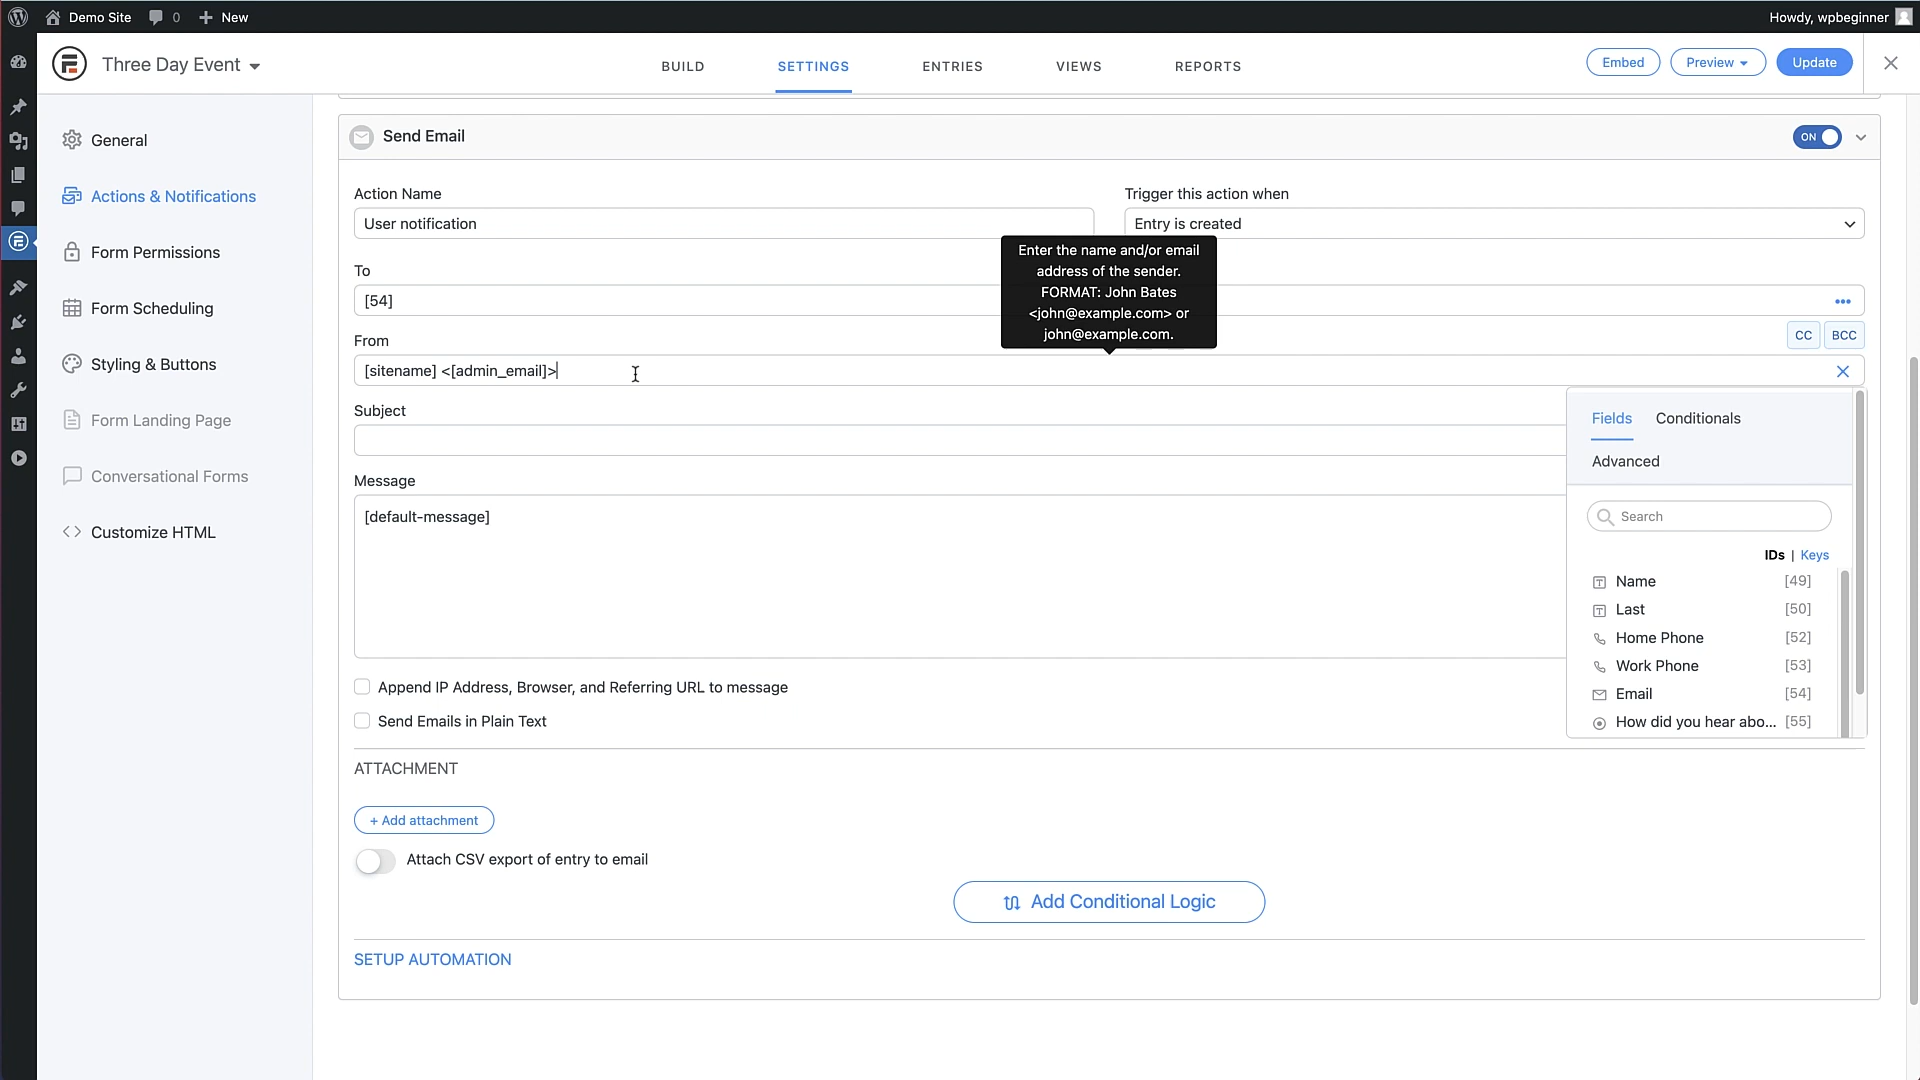 Demo Site
0
New
Howdy, wpbeginner
Three Day Event
BUILD
SETTINGS
ENTRIES
VIEWS
REPORTS
Embed
Preview
Update
General
Actions & Notifications
Form Permissions
Form Scheduling
Styling & Buttons
Form Landing Page
Conversational Forms
Customize HTML
Send Email
ON
Action Name
User notification
Trigger this action when
Entry is created
Enter the name and/or email
address of the sender.
FORMAT: John Bates
<john@example.com> or
john@example.com.
To
[54]
CC
BCC
From
[sitename] <[admin_email]>
Subject
Message
[default-message]
Fields
Conditionals
Advanced
Search
IDs | Keys
Name [49]
Last [50]
Home Phone [52]
Work Phone [53]
Email [54]
How did you hear abo... [55]
Append IP Address, Browser, and Referring URL to message
Send Emails in Plain Text
ATTACHMENT
+ Add attachment
Attach CSV export of entry to email
Add Conditional Logic
SETUP AUTOMATION